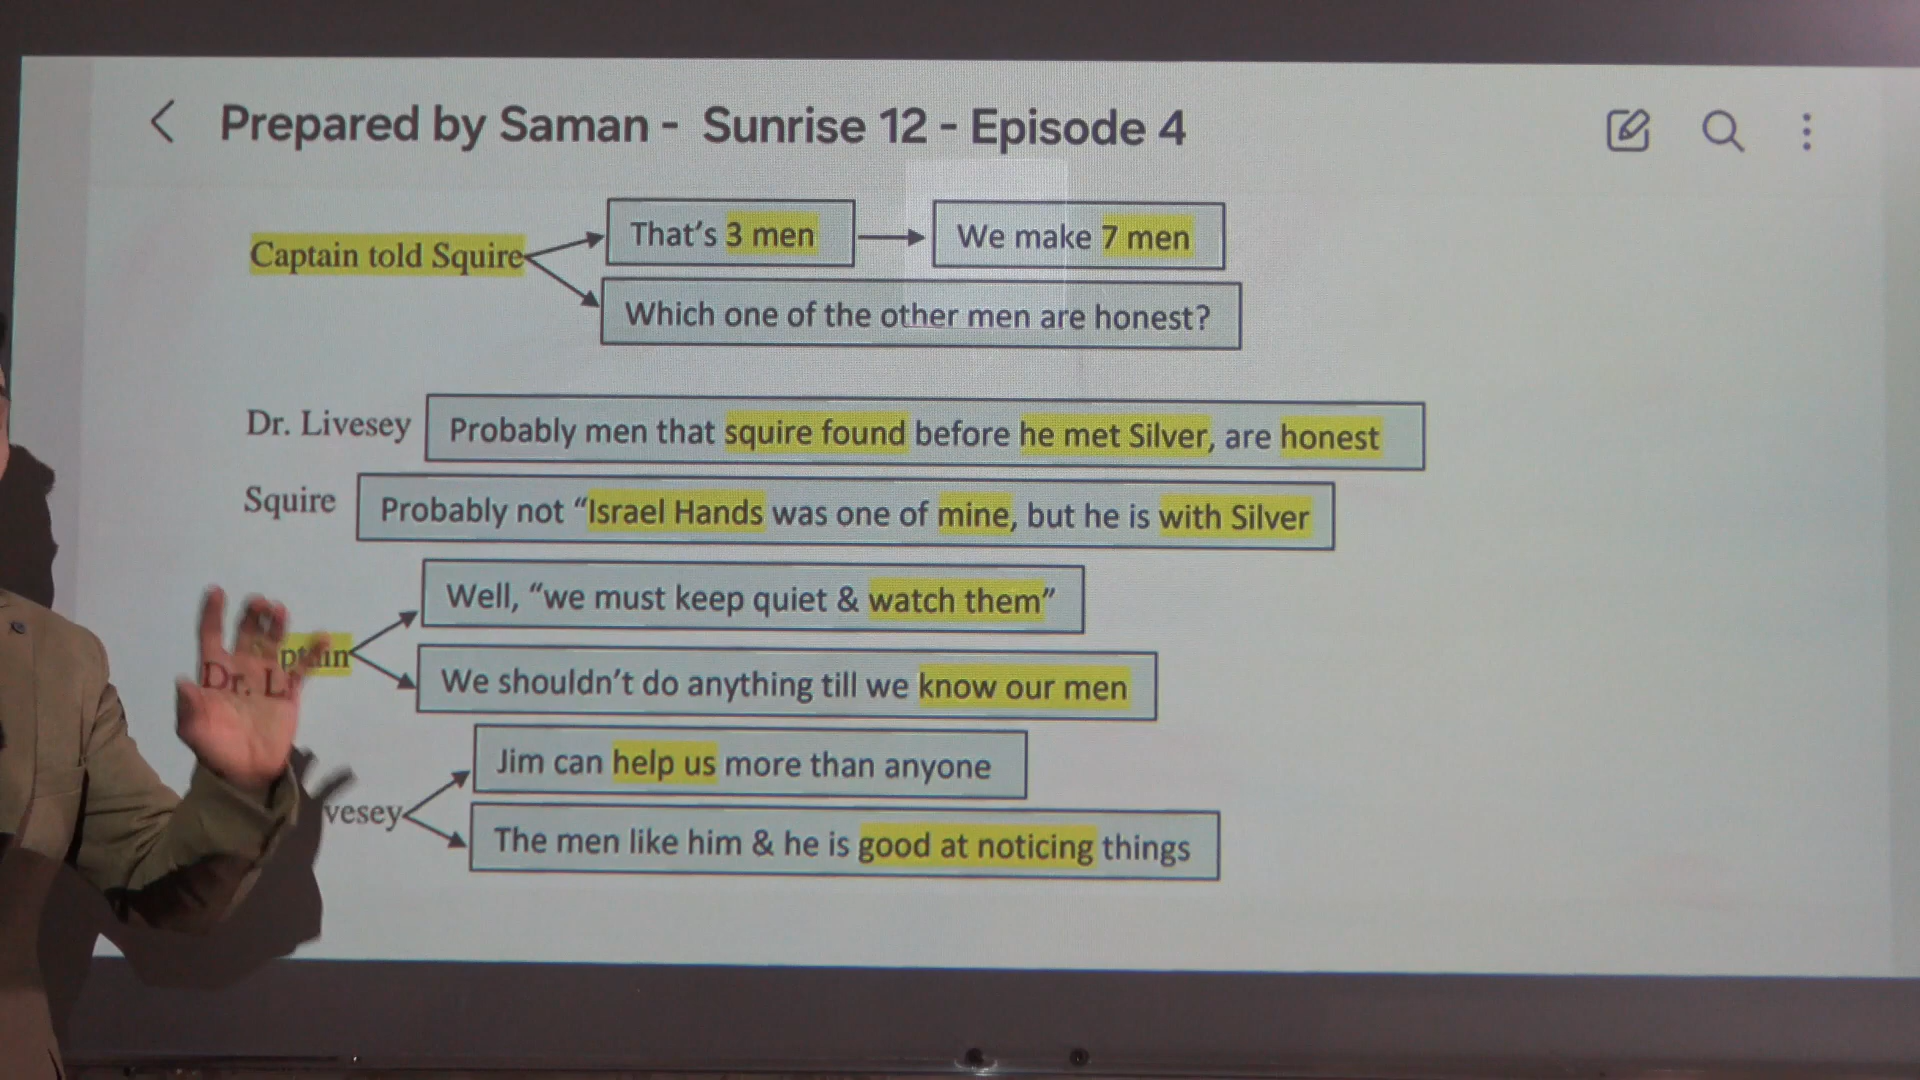 Prepared by Saman - Sunrise 12 - Episode 4
Captain told Squire
That's 3 men
We make 7 men
Which one of the other men are honest?
Dr. Livesey
Probably men that squire found before he met Silver, are honest
Squire
Probably not “Israel Hands was one of mine, but he is with Silver
Well, “we must keep quiet & watch them”
ptain
We shouldn't do anything till we know our men
Jim can help us more than anyone
Dr. Li
vesey
The men like him & he is good at noticing things